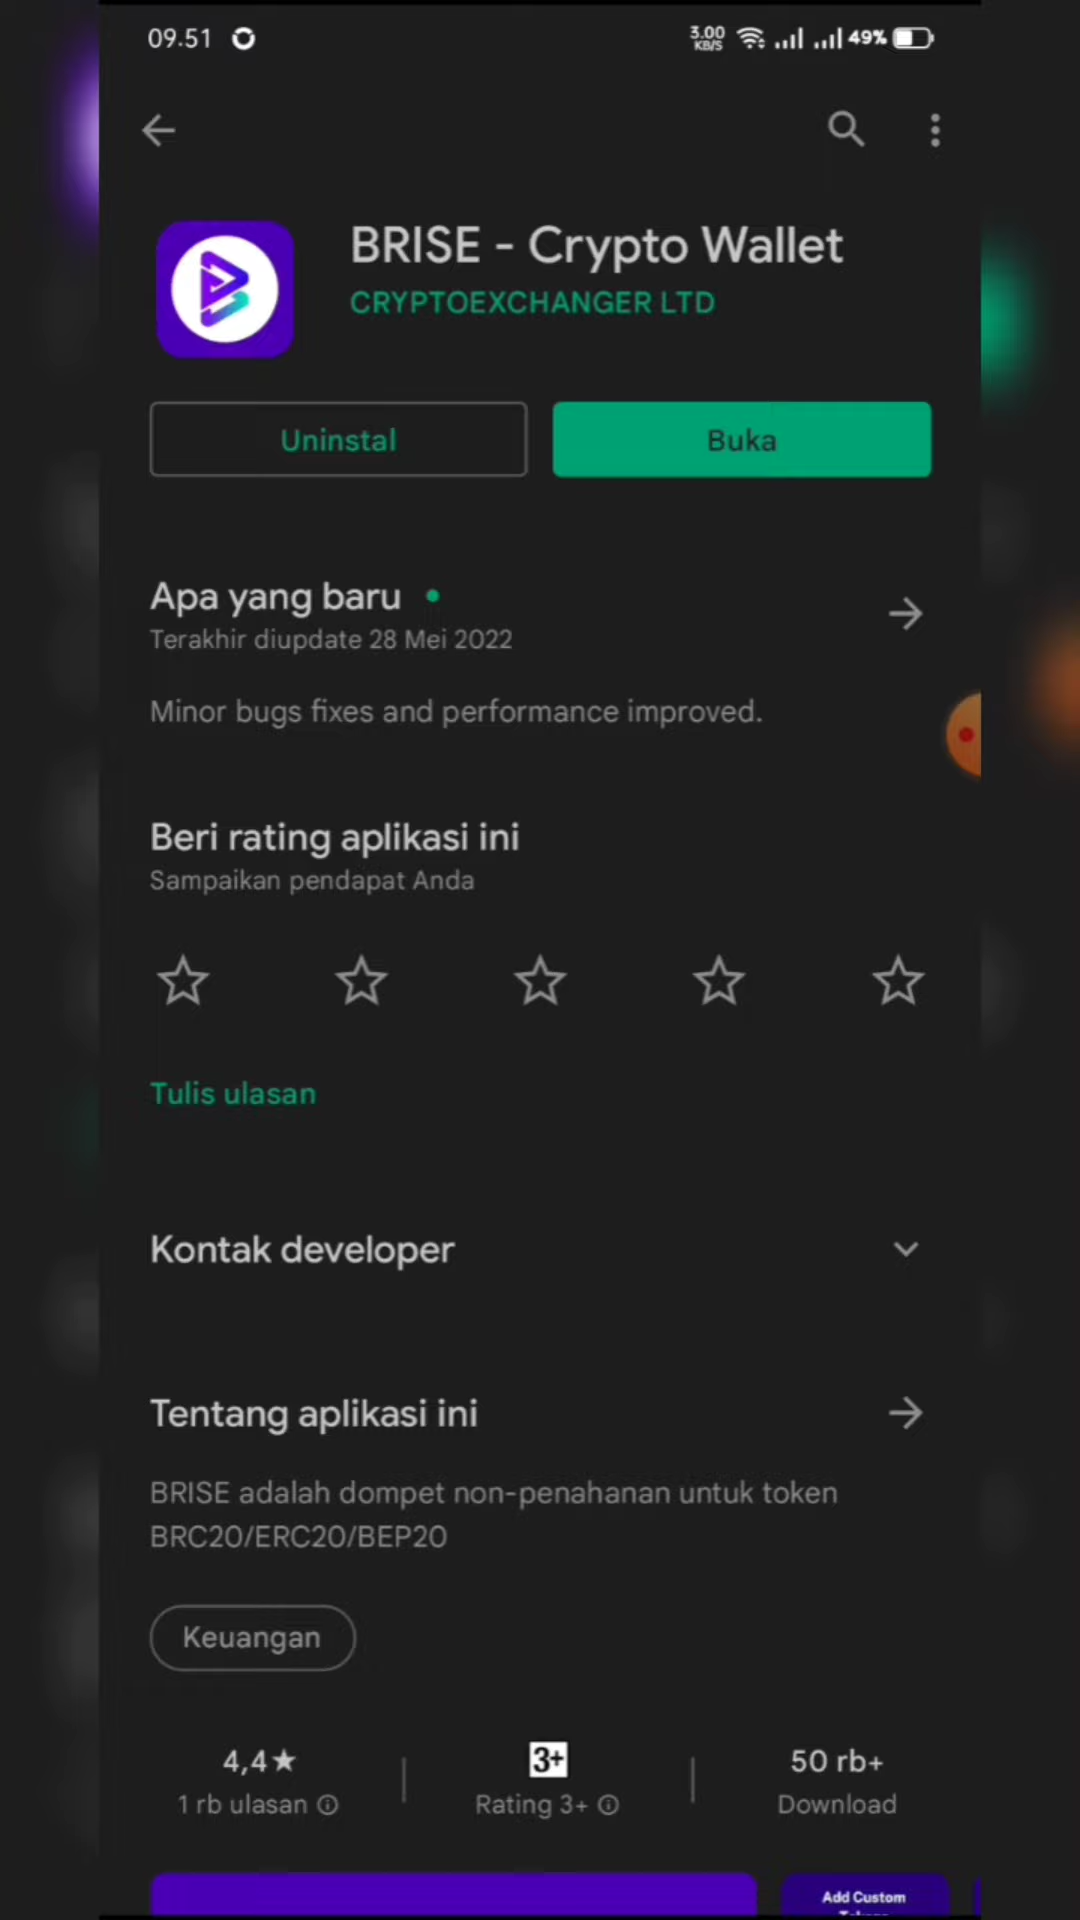 09.51
3.00
KB/S
49%
BRISE - Crypto Wallet
CRYPTOEXCHANGER LTD
Uninstal
Buka
Apa yang baru
Terakhir diupdate 28 Mei 2022
Minor bugs fixes and performance improved.
Beri rating aplikasi ini
Sampaikan pendapat Anda
Tulis ulasan
Kontak developer
Tentang aplikasi ini
BRISE adalah dompet non-penahanan untuk token
BRC20/ERC20/BEP20
Keuangan
4,4★
1 rb ulasan
3+
Rating 3+
50 rb+
Download
Add Custom